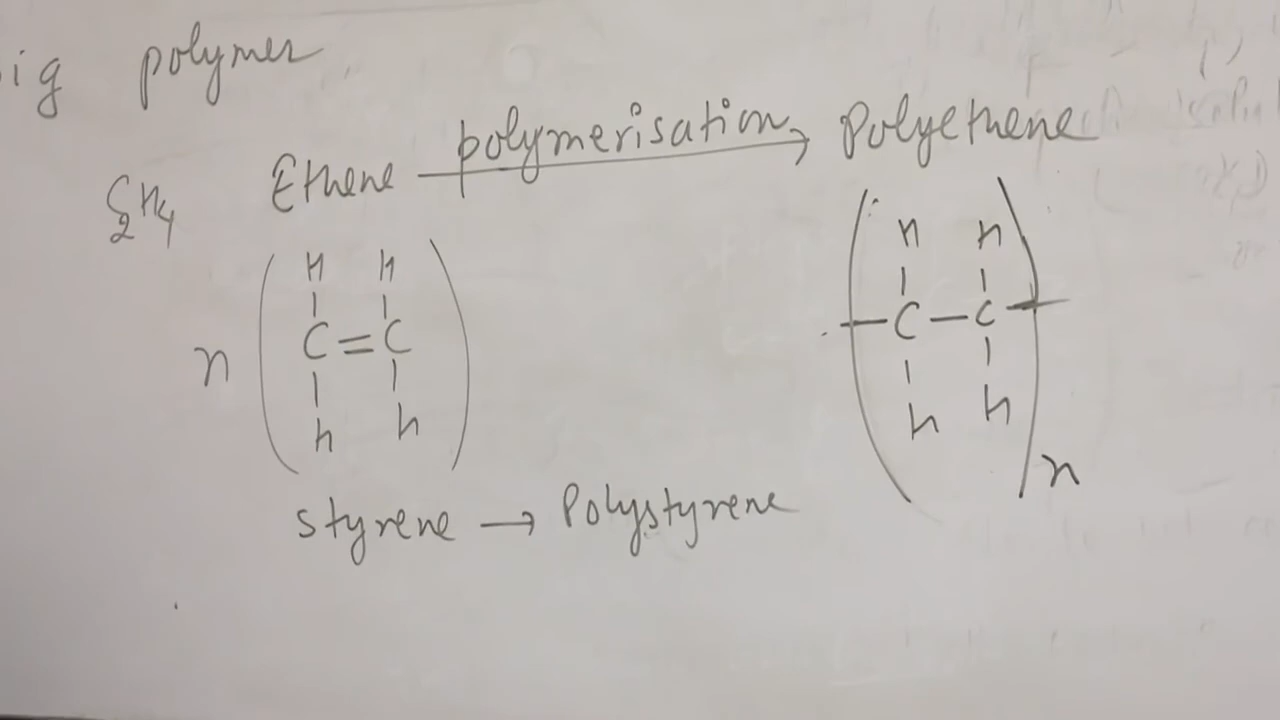 ig polymer
Ethene polymerisation → Polyethene
C2H4
H H n n
n ( C = C ) ( — C — C — ) n
h h h h
styrene → Polystyrene